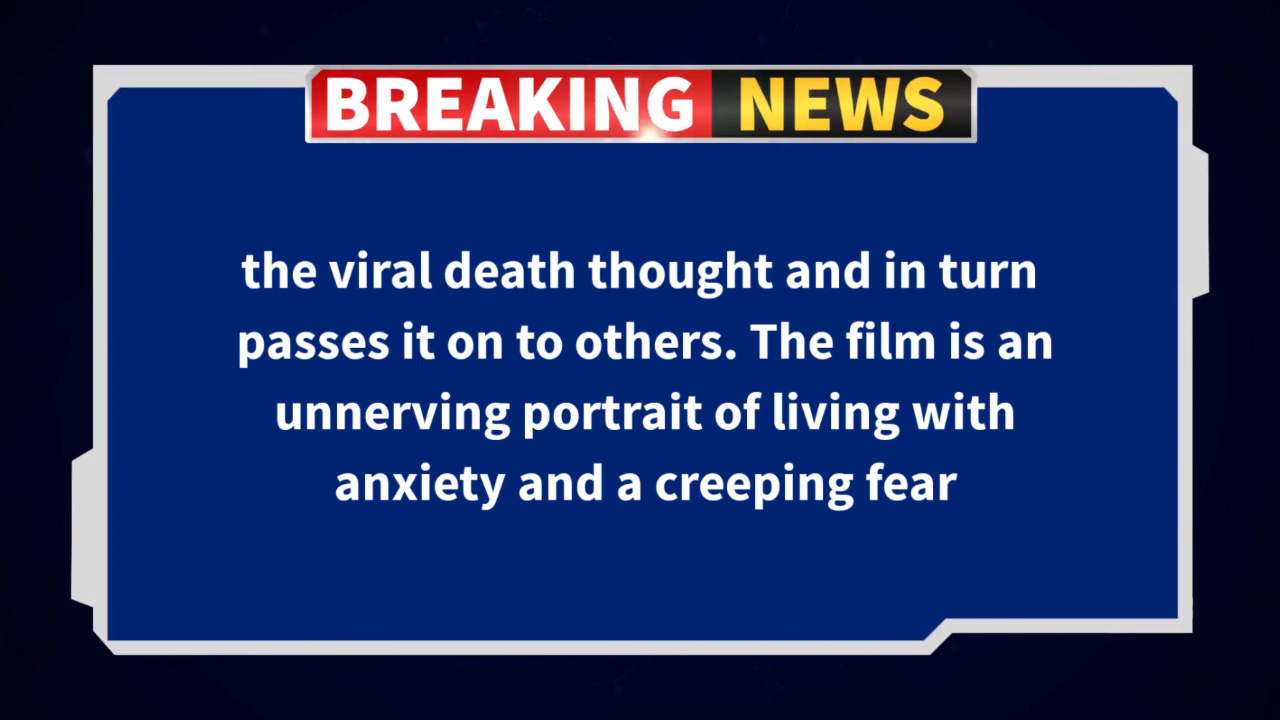 BREAKING NEWS
the viral death thought and in turn
passes it on to others. The film is an
unnerving portrait of living with
anxiety and a creeping fear